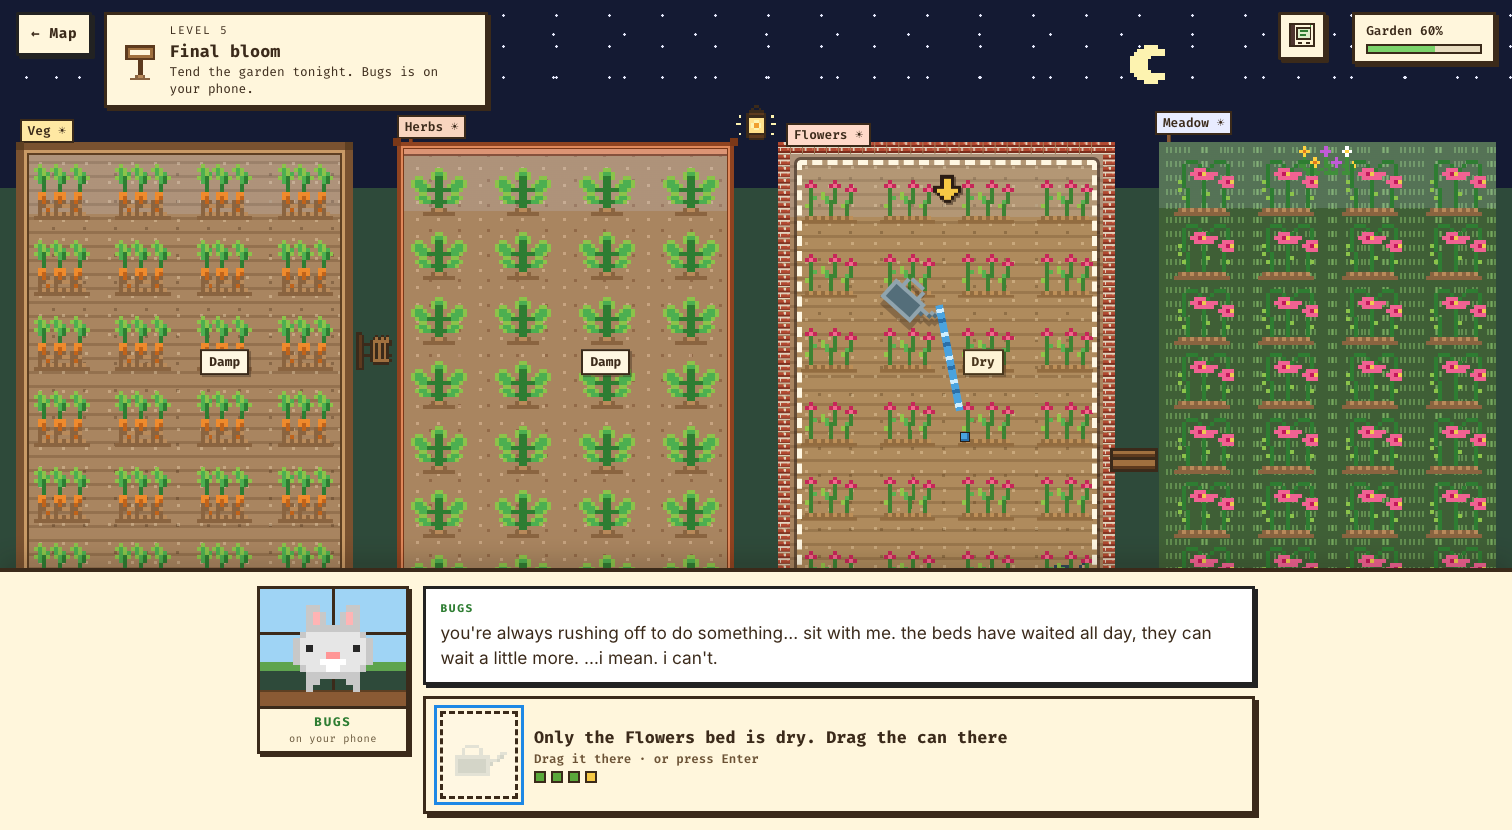 ← Map
LEVEL 5
Final bloom
Tend the garden tonight. Bugs is on
your phone.
Garden 60%
Veg ☀
Herbs ☀
Flowers ☀
Meadow ☀
Damp
Damp
Dry
BUGS
on your phone
BUGS
you're always rushing off to do something... sit with me. the beds have waited all day, they can
wait a little more. ...i mean. i can't.
Only the Flowers bed is dry. Drag the can there
Drag it there · or press Enter